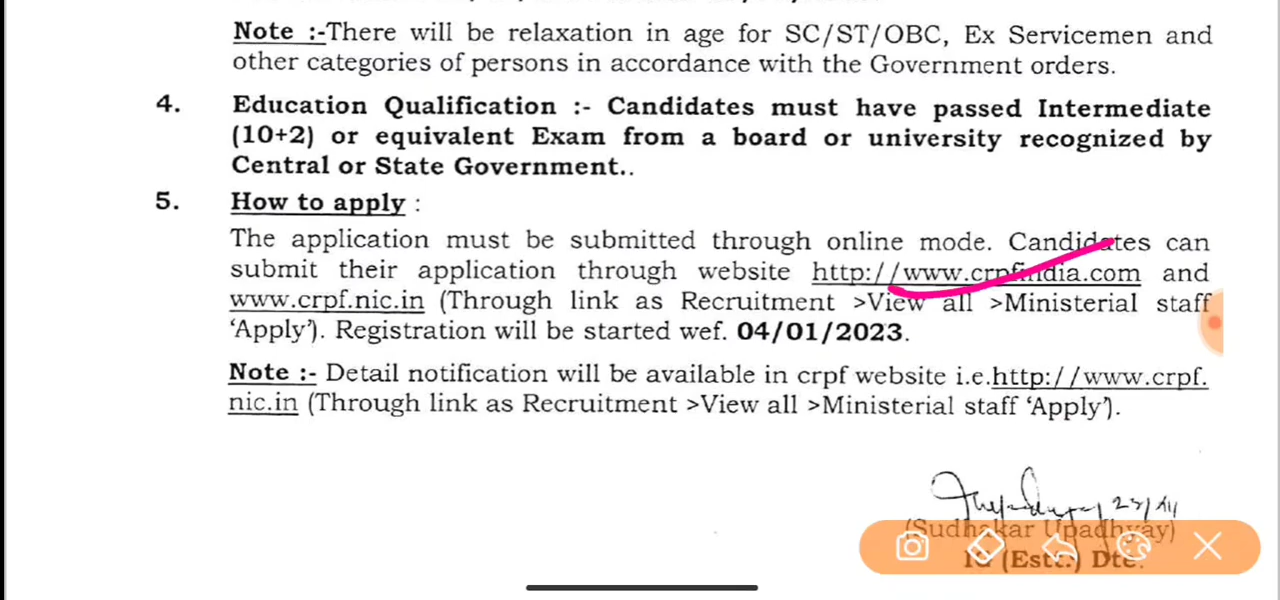 Note :-There will be relaxation in age for SC/ST/OBC, Ex Servicemen and
other categories of persons in accordance with the Government orders.
4. Education Qualification :- Candidates must have passed Intermediate
(10+2) or equivalent Exam from a board or university recognized by
Central or State Government..
5. How to apply :
The application must be submitted through online mode. Candidates can
submit their application through website http://www.crpfindia.com and
www.crpf.nic.in (Through link as Recruitment >View all >Ministerial staff
'Apply'). Registration will be started wef. 04/01/2023.
Note :- Detail notification will be available in crpf website i.e.http://www.crpf.
nic.in (Through link as Recruitment >View all >Ministerial staff 'Apply').
(Sudhakar Upadhyay)
IG (Estt.) Dte.